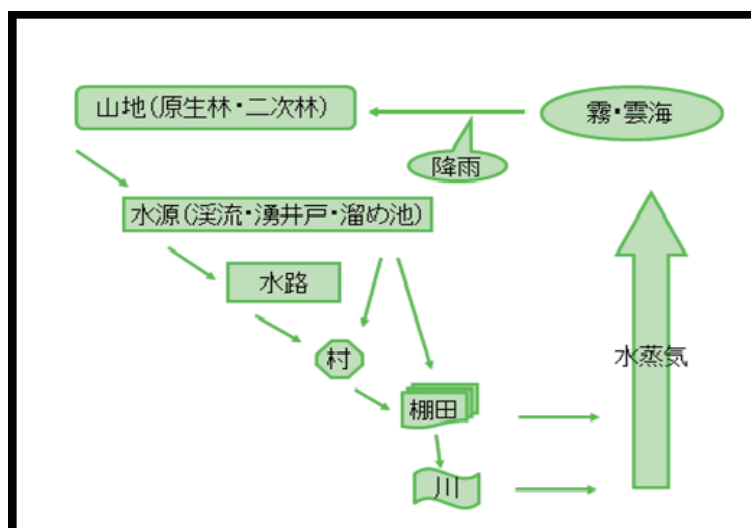 山地(原生林・二次林)
霧・雲海
降雨
水源(渓流・湧井戸・溜め池)
水路
村
水蒸気
棚田
川